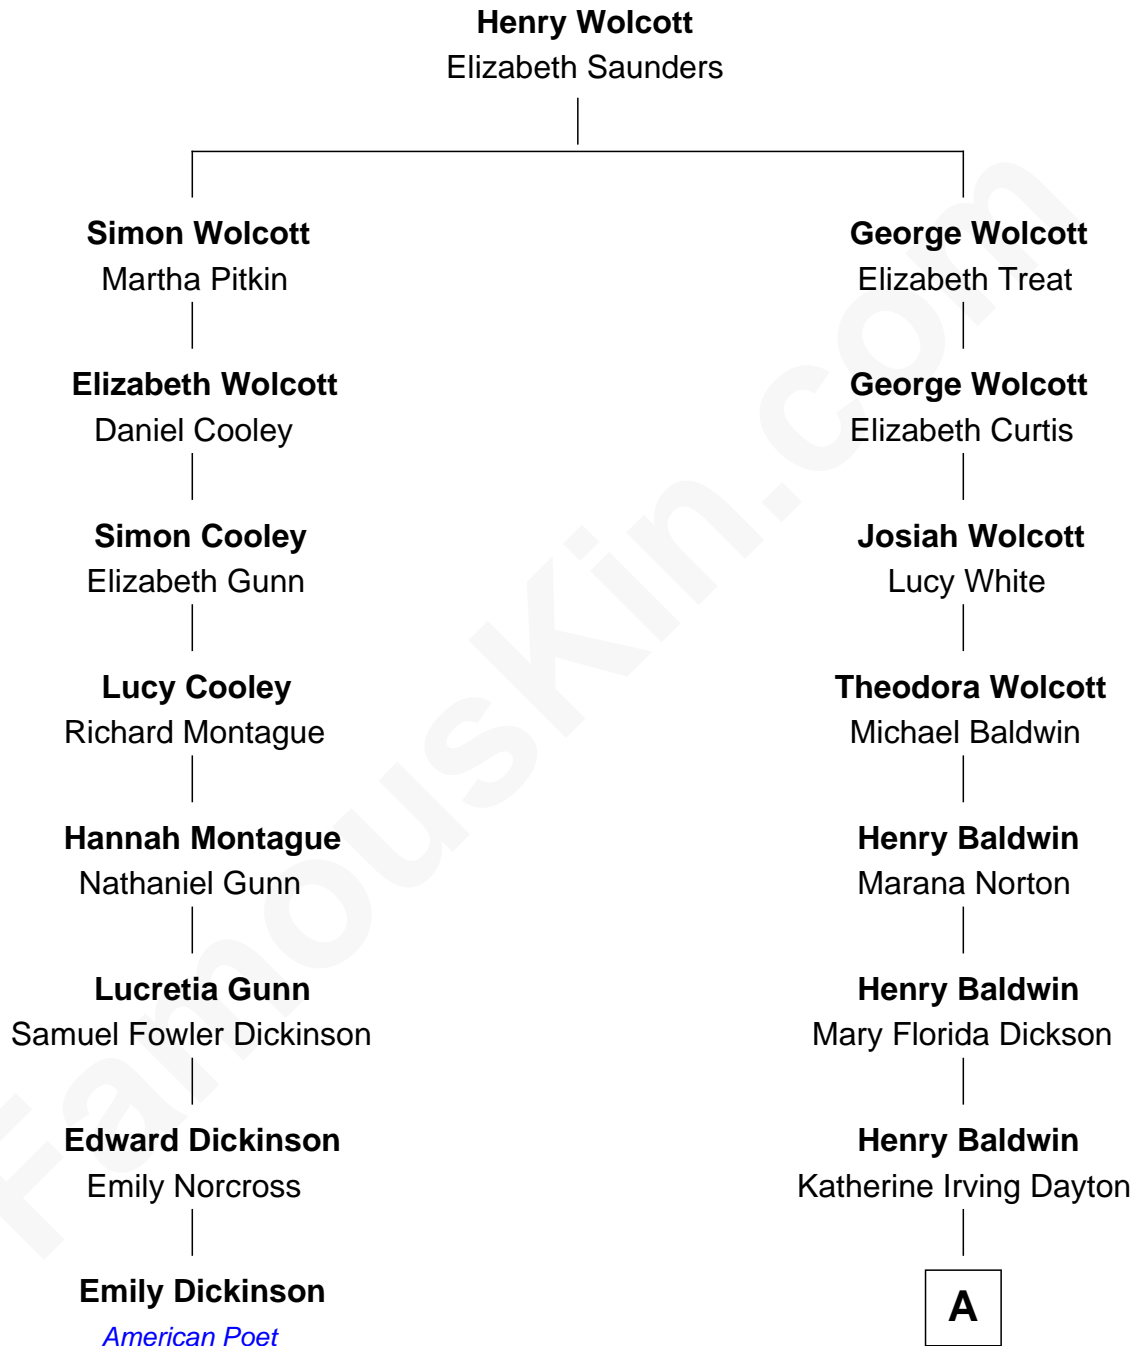 Henry Wolcott
Elizabeth Saunders
Simon Wolcott
Martha Pitkin
Elizabeth Wolcott
Daniel Cooley
Simon Cooley
Elizabeth Gunn
Lucy Cooley
Richard Montague
Hannah Montague
Nathaniel Gunn
Lucretia Gunn
Samuel Fowler Dickinson
Edward Dickinson
Emily Norcross
Emily Dickinson
American Poet
George Wolcott
Elizabeth Treat
George Wolcott
Elizabeth Curtis
Josiah Wolcott
Lucy White
Theodora Wolcott
Michael Baldwin
Henry Baldwin
Marana Norton
Henry Baldwin
Mary Florida Dickson
Henry Baldwin
Katherine Irving Dayton
A
FamousKin.com